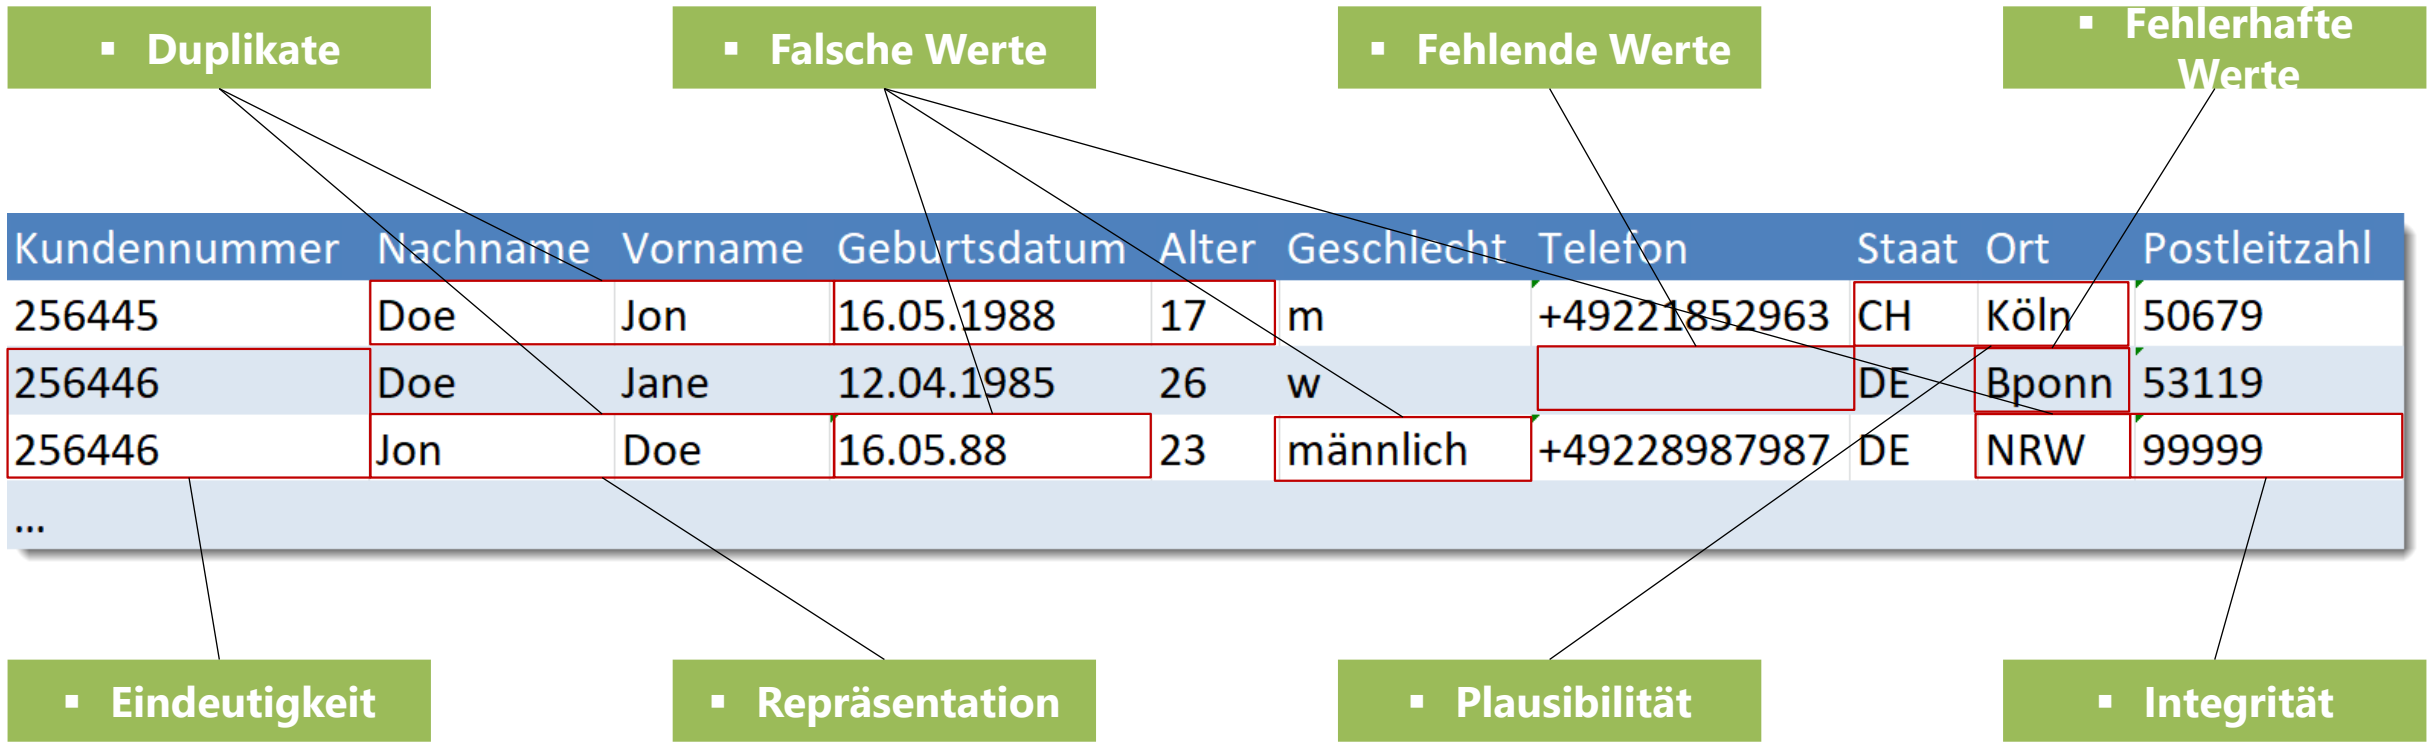 ▪ Duplikate
▪ Falsche Werte
▪ Fehlende Werte
▪ Fehlerhafte
Werte
Kundennummer Nachname Vorname Geburtsdatum Alter Geschlecht Telefon Staat Ort Postleitzahl
256445 Doe Jon 16.05.1988 17 m +49221852963 CH Köln 50679
256446 Doe Jane 12.04.1985 26 w DE Bponn 53119
256446 Jon Doe 16.05.88 23 männlich +49228987987 DE NRW 99999
...
▪ Eindeutigkeit
▪ Repräsentation
▪ Plausibilität
▪ Integrität